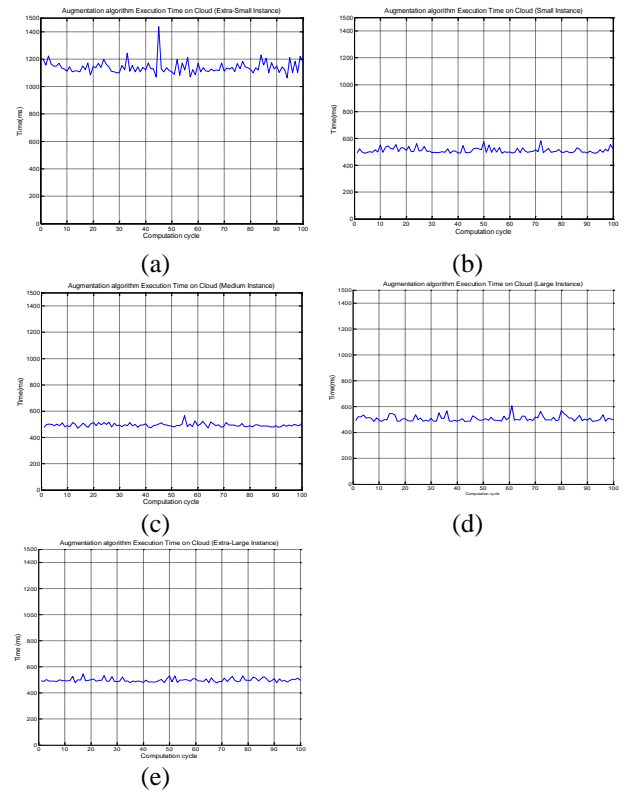 Augmentation algorithm Execution Time on Cloud (Extra-Small Instance)
1500
1400
1200
1000
800
600
400
200
0
Time(ms)
0 10 20 30 40 50 60 70 80 90 100
Computation cycle
(a)
Augmentation algorithm Execution Time on Cloud (Small Instance)
1500
1400
1200
1000
800
600
400
200
0
Time(ms)
0 10 20 30 40 50 60 70 80 90 100
Computation cycle
(b)
Augmentation algorithm Execution Time on Cloud (Medium Instance)
1500
1400
1200
1000
800
600
400
200
0
Time(ms)
0 10 20 30 40 50 60 70 80 90 100
Computation cycle
(c)
Augmentation algorithm Execution Time on Cloud (Large Instance)
1500
1400
1200
1000
800
600
400
200
0
Time(ms)
0 10 20 30 40 50 60 70 80 90 100
Computation cycle
(d)
Augmentation algorithm Execution Time on Cloud (Extra-Large Instance)
1500
1400
1200
1000
800
600
400
200
0
Time (ms)
0 10 20 30 40 50 60 70 80 90 100
Computation cycle
(e)